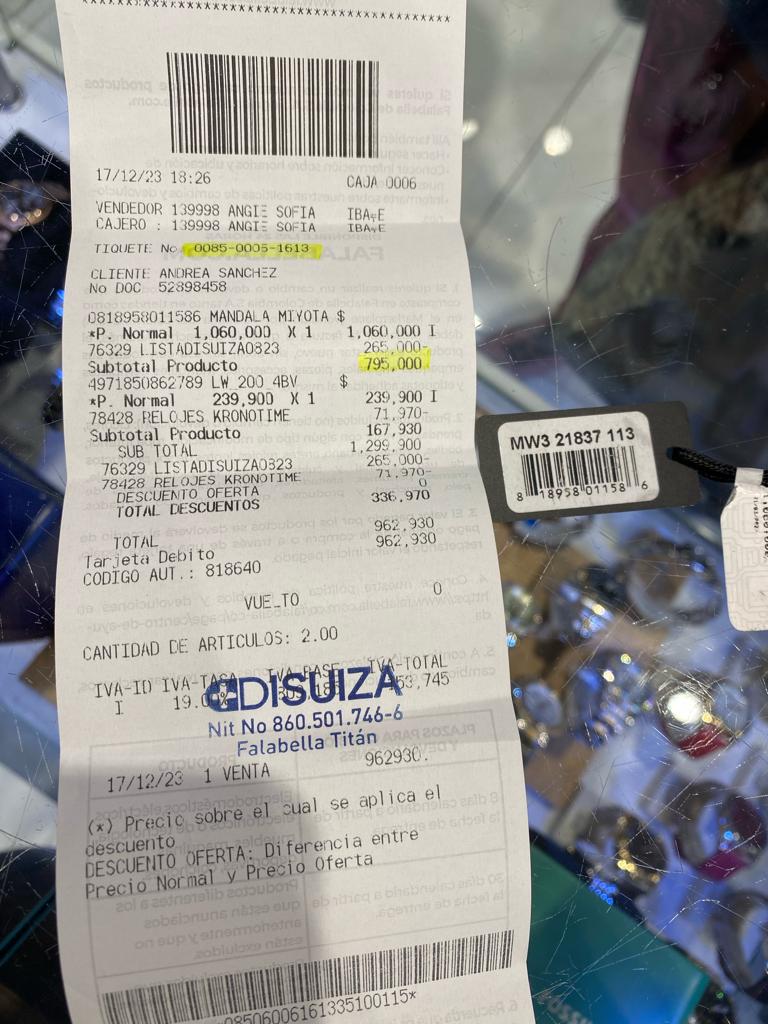 17/12/23 18:26 CAJA 0006
VENDEDOR 139998 ANGIE SOFIA
CAJERO : 139998 ANGIE SOFIA
TIQUETE No 0085-0005-1613
CLIENTE ANDREA SANCHEZ
No DOC 52898458
0818958011586 MANDALA MIYOTA $
*P. Normal 1,060,000 X 1 1,060,000 I
76329 LISTADISUIZA0823 265,000-
Subtotal Producto 795,000
4971850862789 LW_200_4BV $
*P. Normal 239,900 X 1 239,900 I
78428 RELOJES KRONOTIME 71,970-
Subtotal Producto 167,930
SUB TOTAL 1,299,900
76329 LISTADISUIZA0823 265,000-
78428 RELOJES KRONOTIME 71,970-
DESCUENTO OFERTA 0
TOTAL DESCUENTOS 336,970
TOTAL 962,930
Tarjeta Debito 962,930
CODIGO AUT.: 818640
VUELTO 0
CANTIDAD DE ARTICULOS: 2.00
IVA-ID IVA-TASA IVA-BASE IVA-TOTAL
I 19.0
DISUIZA
Nit No 860.501.746-6
Falabella Titán
17/12/23 1 VENTA 962930.
(*) Precio sobre el cual se aplica el
descuento
DESCUENTO OFERTA: Diferencia entre
Precio Normal y Precio Oferta
*0850600616133510011​5*
MW3 21837 113
8 18958 01158 6